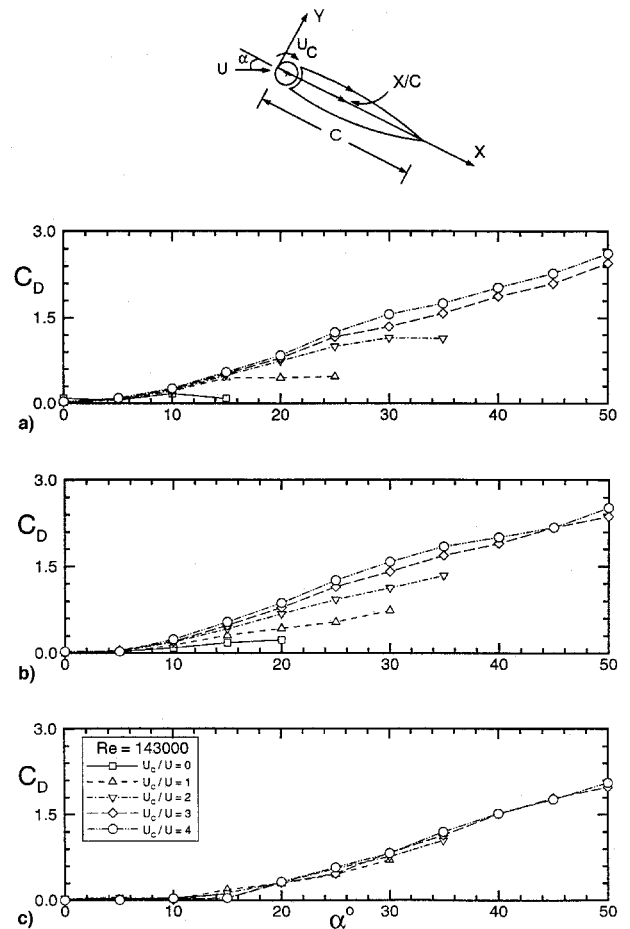 Y
U_C
α
U
X/C
C
X
3.0
C_D
1.5
0.0
0 10 20 30 40 50
a)
3.0
C_D
1.5
0.0
0 10 20 30 40 50
b)
3.0
Re = 143000
U_c / U = 0
C_D
U_c / U = 1
1.5
U_c / U = 2
U_c / U = 3
U_c / U = 4
0.0
0 10 20 30 40 50
c)
α°